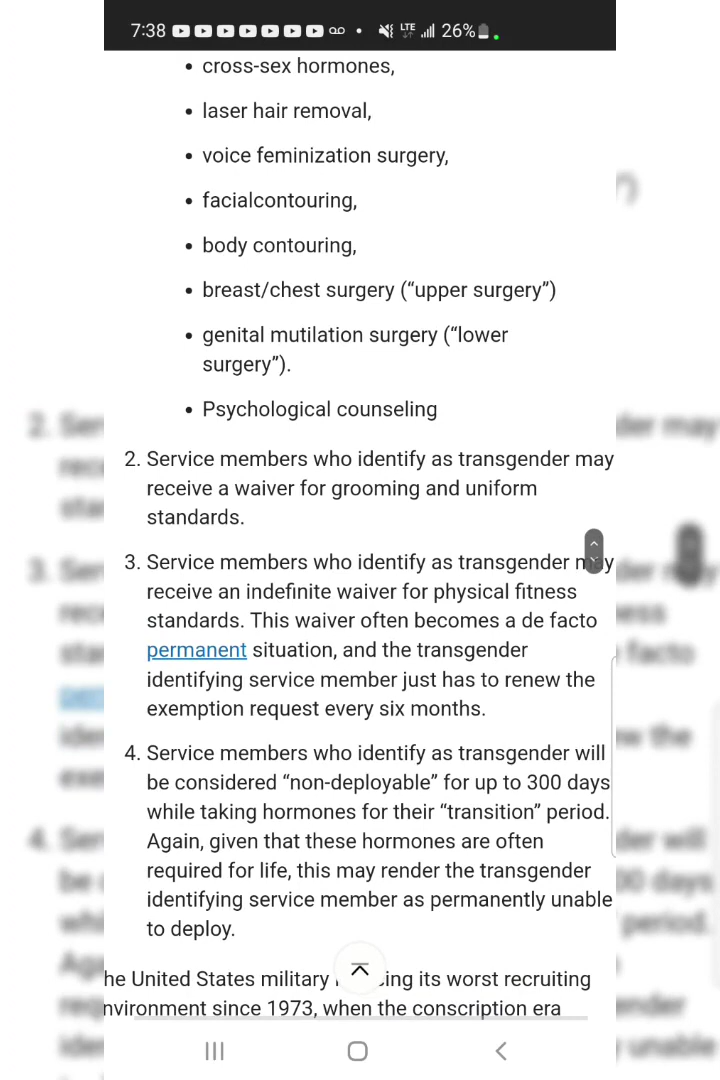 7:38 LTE 26%
cross-sex hormones,
laser hair removal,
voice feminization surgery,
facialcontouring,
body contouring,
breast/chest surgery (“upper surgery”)
genital mutilation surgery (“lower
surgery”).
Psychological counseling
2. Service members who identify as transgender may
receive a waiver for grooming and uniform
standards.
3. Service members who identify as transgender may
receive an indefinite waiver for physical fitness
standards. This waiver often becomes a de facto
permanent situation, and the transgender
identifying service member just has to renew the
exemption request every six months.
4. Service members who identify as transgender will
be considered “non-deployable” for up to 300 days
while taking hormones for their “transition” period.
Again, given that these hormones are often
required for life, this may render the transgender
identifying service member as permanently unable
to deploy.
he United States military its worst recruiting
nvironment since 1973, when the conscription era